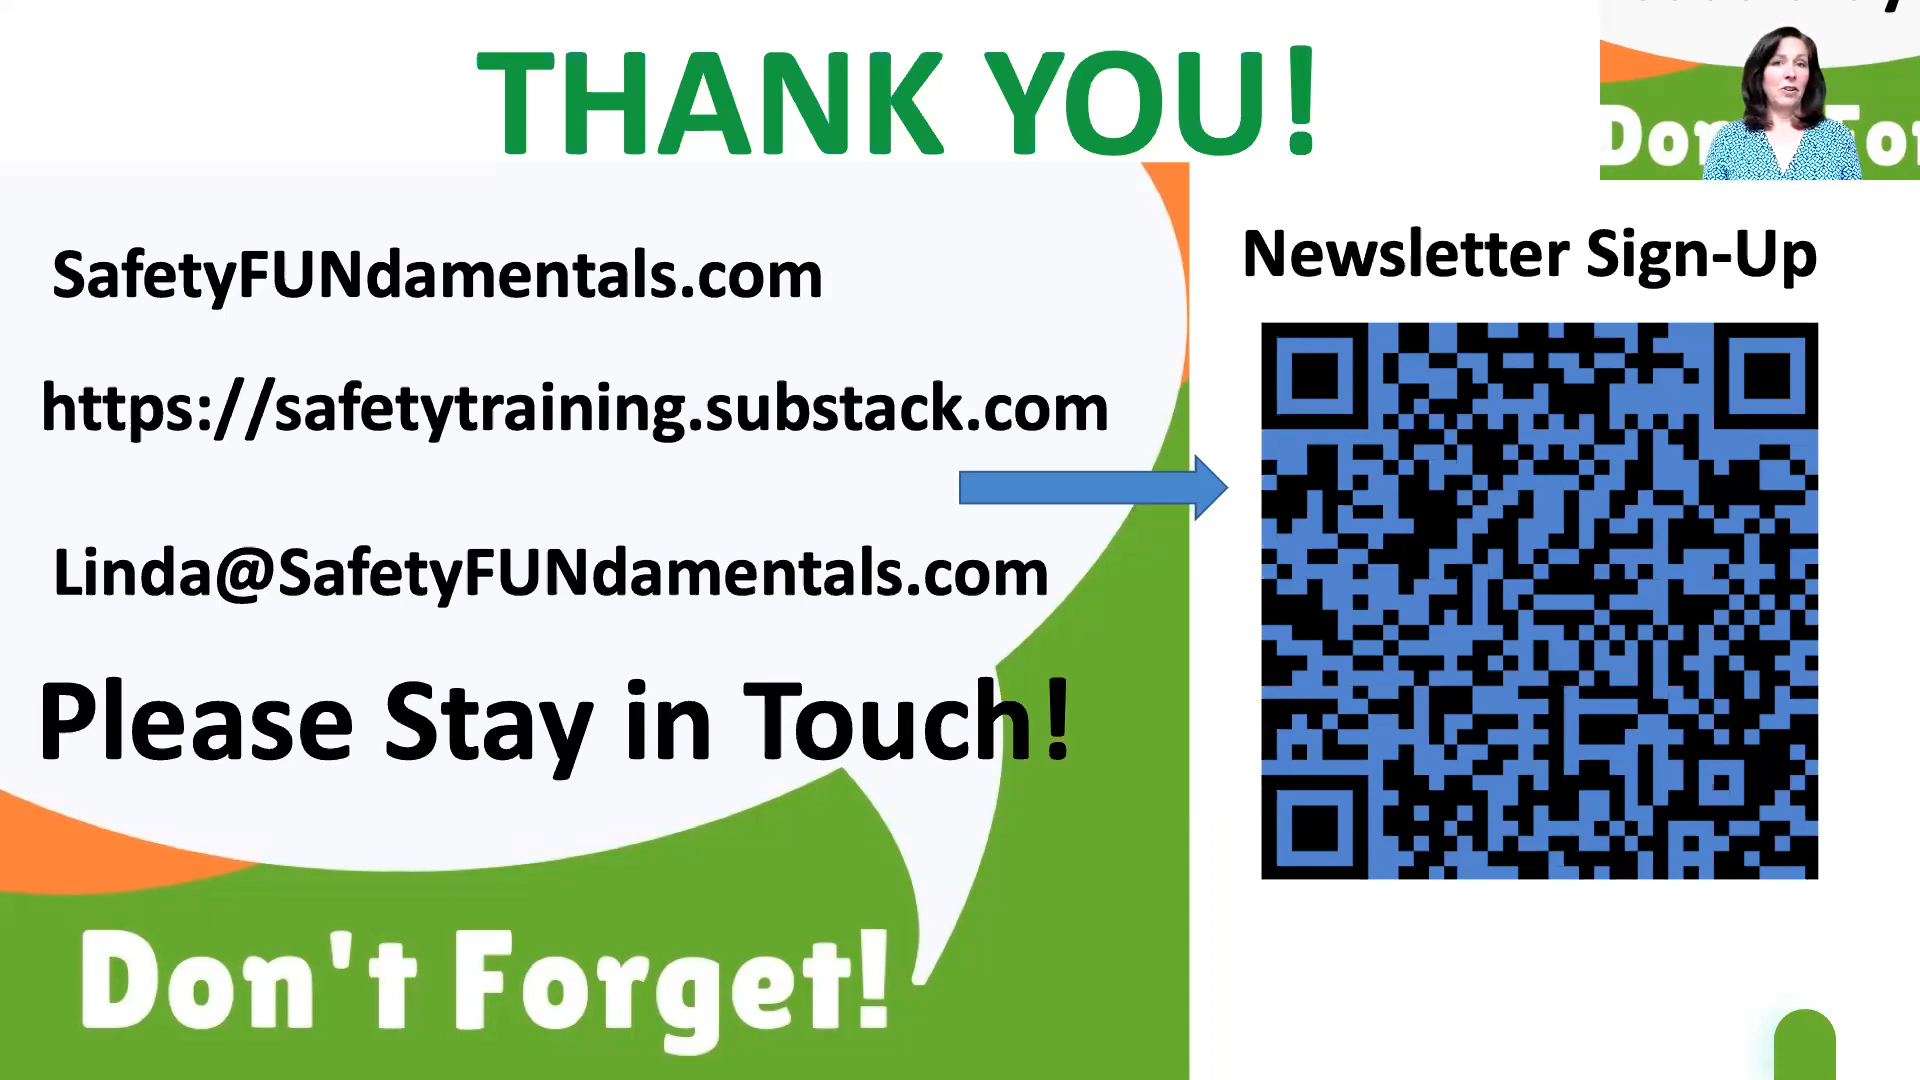 THANK YOU!
SafetyFUNdamentals.com
https://safetytraining.substack.com
Linda@SafetyFUNdamentals.com
Please Stay in Touch!
Don't Forget!
Newsletter Sign-Up